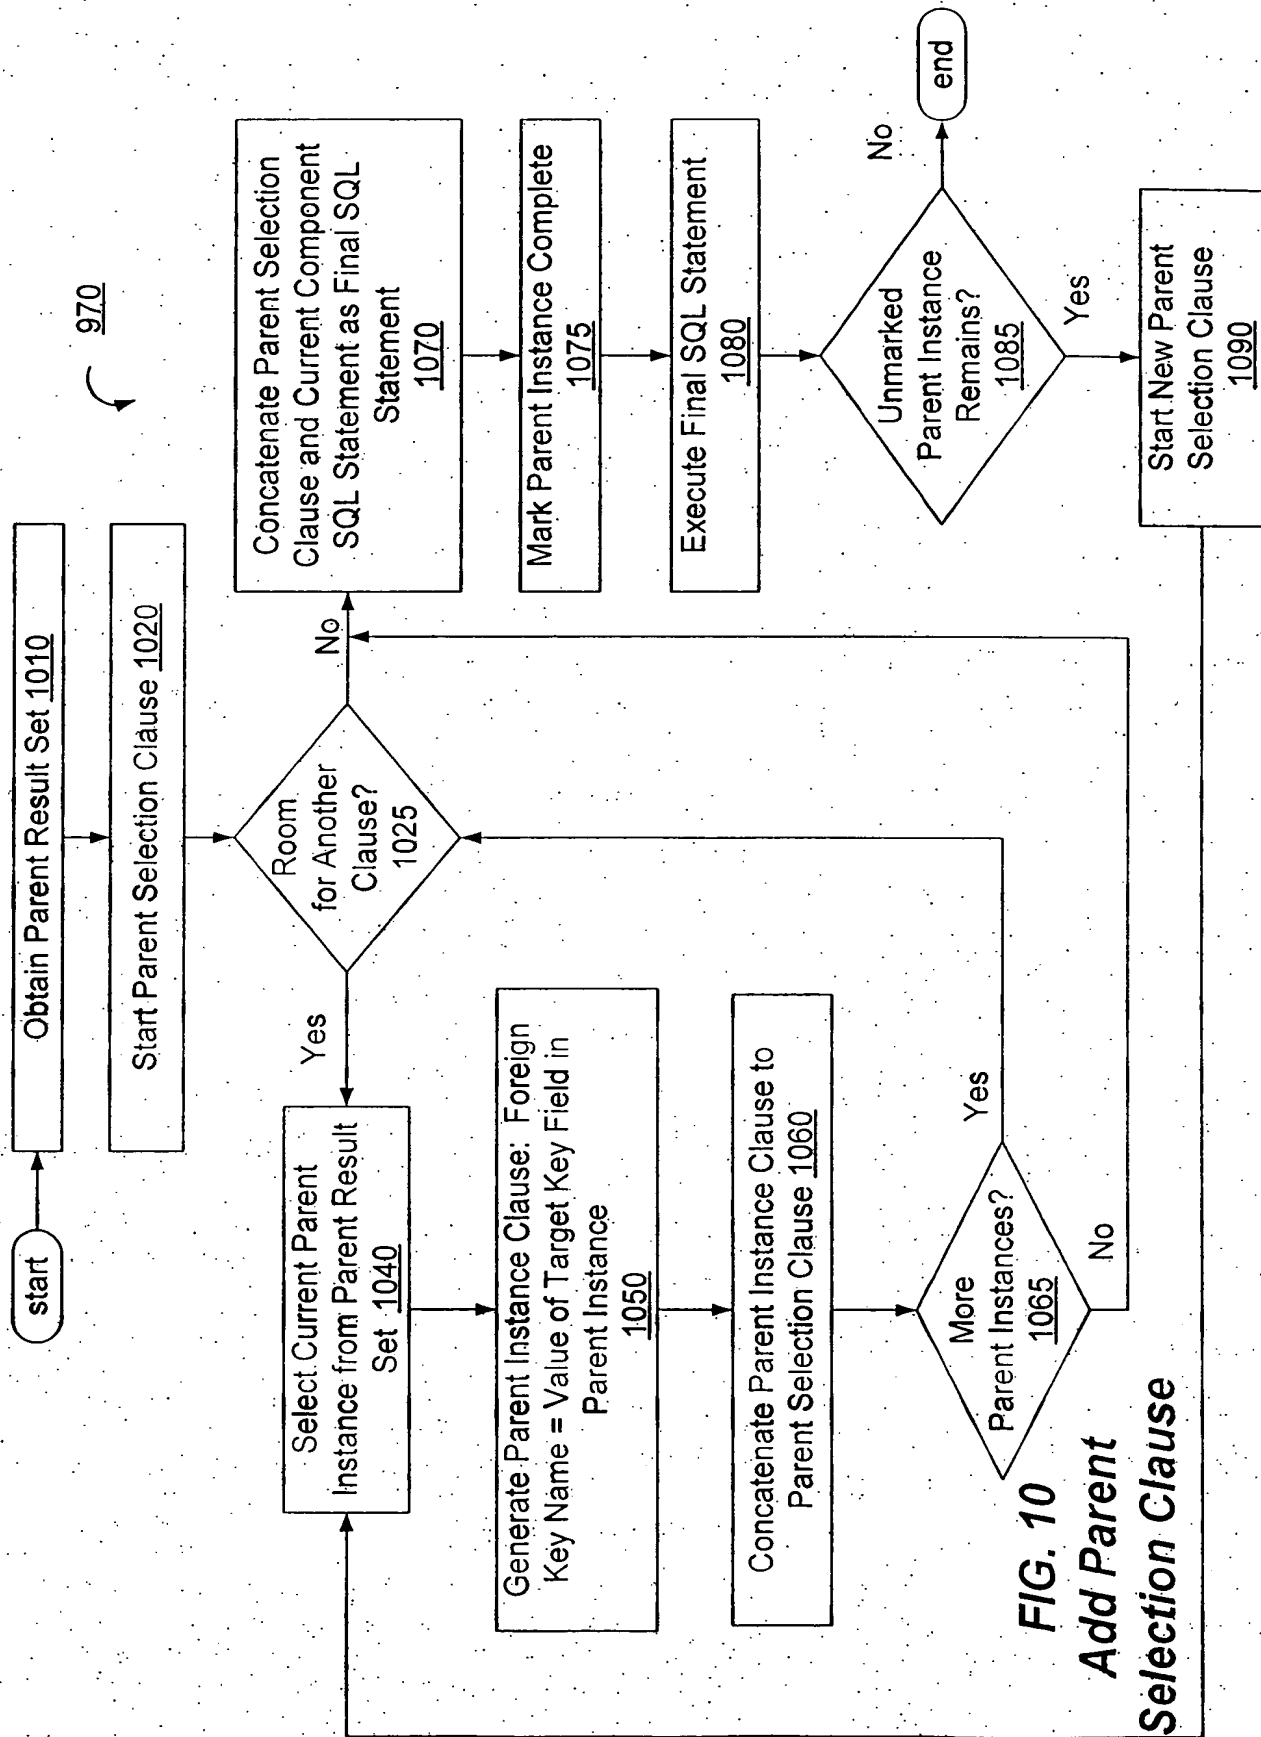 970
start
Obtain Parent Result Set 1010
Start Parent Selection Clause 1020
Room
for Another
Clause?
1025
Yes
No
Select Current Parent
Instance from Parent Result
Set 1040
Generate Parent Instance Clause: Foreign
Key Name = Value of Target Key Field in
Parent Instance
1050
Concatenate Parent Instance Clause to
Parent Selection Clause 1060
More
Parent Instances?
1065
Yes
No
Concatenate Parent Selection
Clause and Current Component
SQL Statement as Final SQL
Statement
1070
Mark Parent Instance Complete
1075
Execute Final SQL Statement
1080
Unmarked
Parent Instance
Remains?
1085
No
end
Yes
Start New Parent
Selection Clause
1090
FIG. 10
Add Parent
Selection Clause